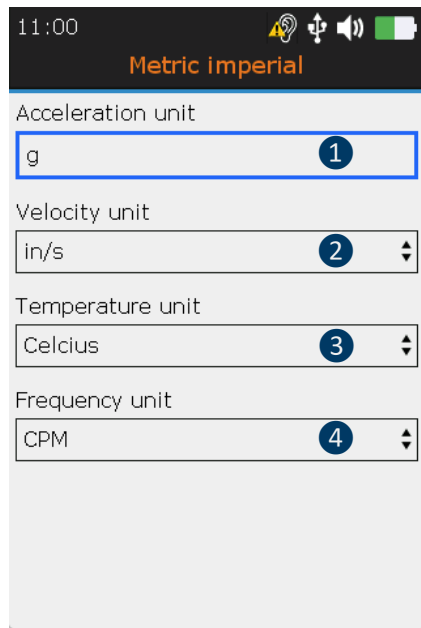 11:00
Metric imperial
Acceleration unit
g 1
Velocity unit
in/s 2
Temperature unit
Celcius 3
Frequency unit
CPM 4